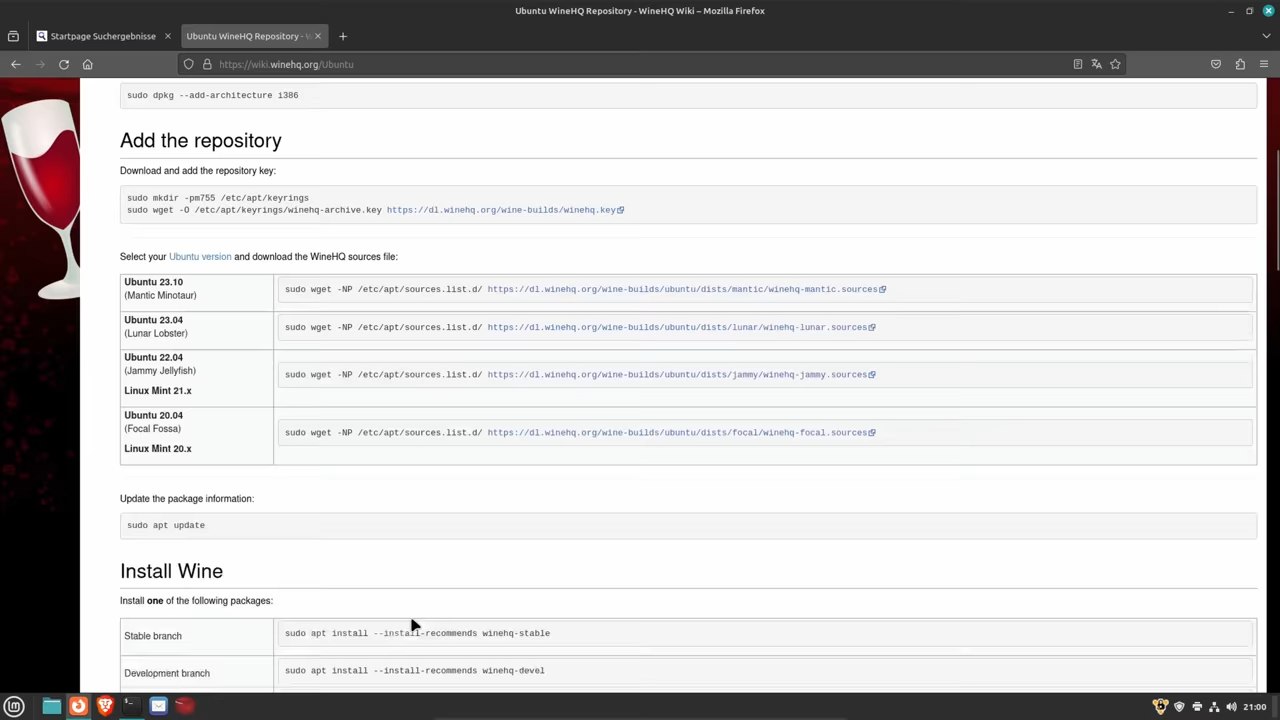 Ubuntu WineHQ Repository - WineHQ Wiki – Mozilla Firefox
Startpage Suchergebnisse
Ubuntu WineHQ Repository - 
https://wiki.winehq.org/Ubuntu
sudo dpkg --add-architecture i386
Add the repository
Download and add the repository key:
sudo mkdir -pm755 /etc/apt/keyrings
sudo wget -O /etc/apt/keyrings/winehq-archive.key https://dl.winehq.org/wine-builds/winehq.key
Select your Ubuntu version and download the WineHQ sources file:
Ubuntu 23.10
(Mantic Minotaur)
sudo wget -NP /etc/apt/sources.list.d/ https://dl.winehq.org/wine-builds/ubuntu/dists/mantic/winehq-mantic.sources
Ubuntu 23.04
(Lunar Lobster)
sudo wget -NP /etc/apt/sources.list.d/ https://dl.winehq.org/wine-builds/ubuntu/dists/lunar/winehq-lunar.sources
Ubuntu 22.04
(Jammy Jellyfish)
Linux Mint 21.x
sudo wget -NP /etc/apt/sources.list.d/ https://dl.winehq.org/wine-builds/ubuntu/dists/jammy/winehq-jammy.sources
Ubuntu 20.04
(Focal Fossa)
Linux Mint 20.x
sudo wget -NP /etc/apt/sources.list.d/ https://dl.winehq.org/wine-builds/ubuntu/dists/focal/winehq-focal.sources
Update the package information:
sudo apt update
Install Wine
Install one of the following packages:
Stable branch
sudo apt install --install-recommends winehq-stable
Development branch
sudo apt install --install-recommends winehq-devel
21:00